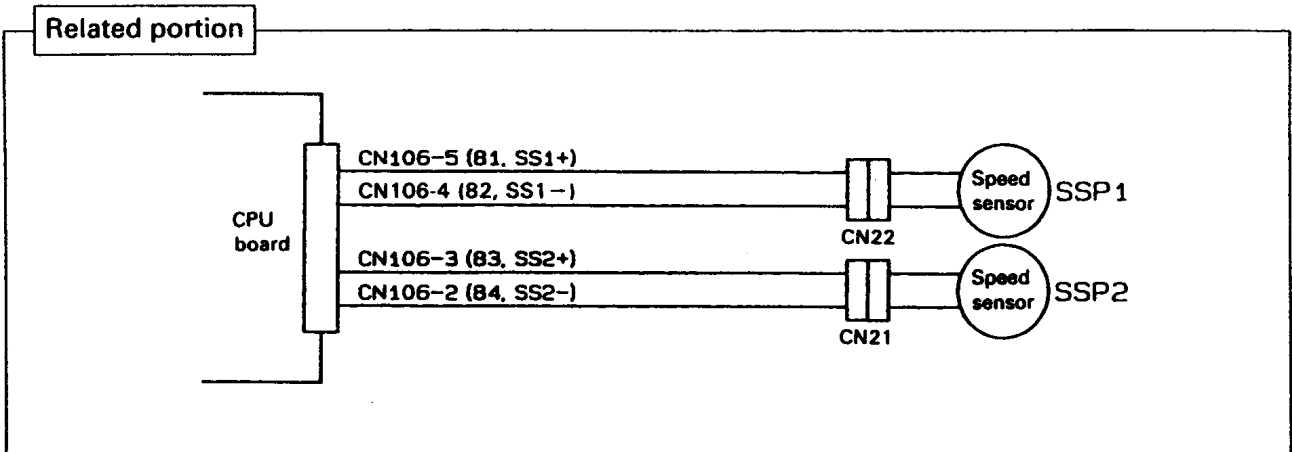 Related portion
CPU
board
CN106-5 (81, SS1+)
CN106-4 (82, SS1-)
CN106-3 (83, SS2+)
CN106-2 (84, SS2-)
CN22
CN21
Speed
sensor
SSP1
Speed
sensor
SSP2